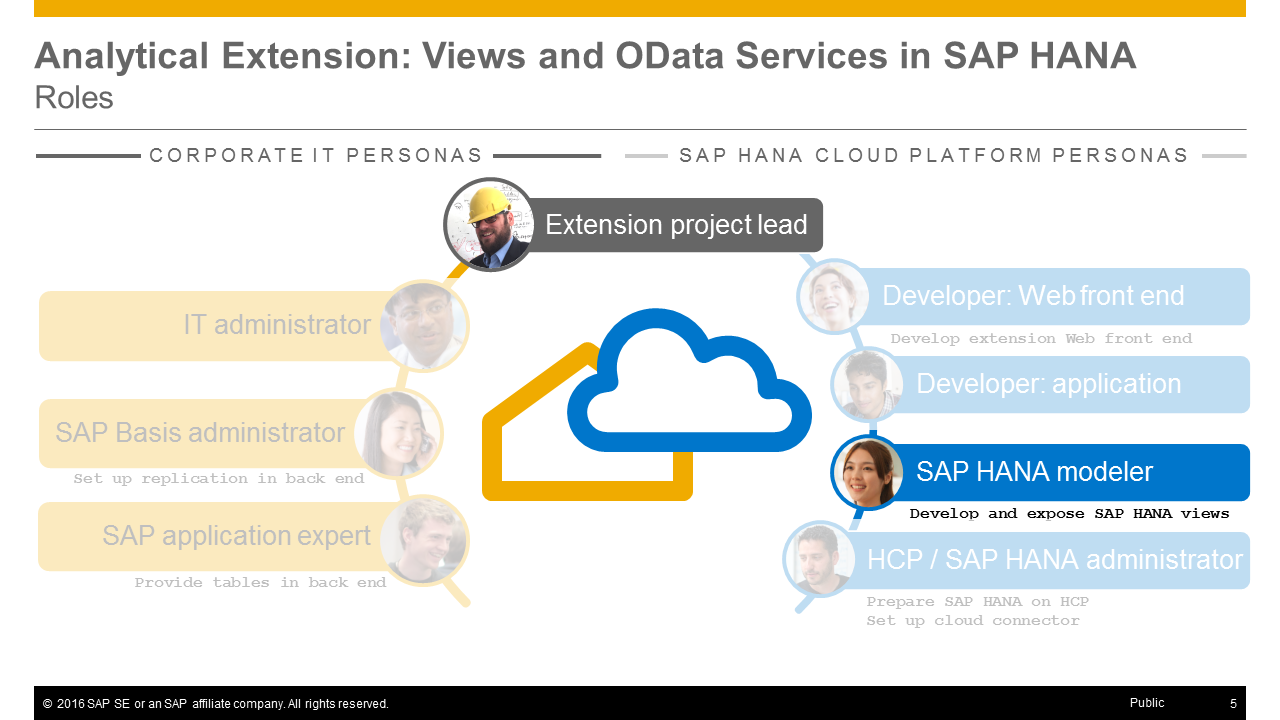 Analytical Extension: Views and OData Services in SAP HANA
Roles
CORPORATE IT PERSONAS
SAP HANA CLOUD PLATFORM PERSONAS
Extension project lead
IT administrator
SAP Basis administrator
Set up replication in back end
SAP application expert
Provide tables in back end
Developer: Web front end
Develop extension Web front end
Developer: application
SAP HANA modeler
Develop and expose SAP HANA views
HCP / SAP HANA administrator
Prepare SAP HANA on HCP
Set up cloud connector
© 2016 SAP SE or an SAP affiliate company. All rights reserved.
Public
5